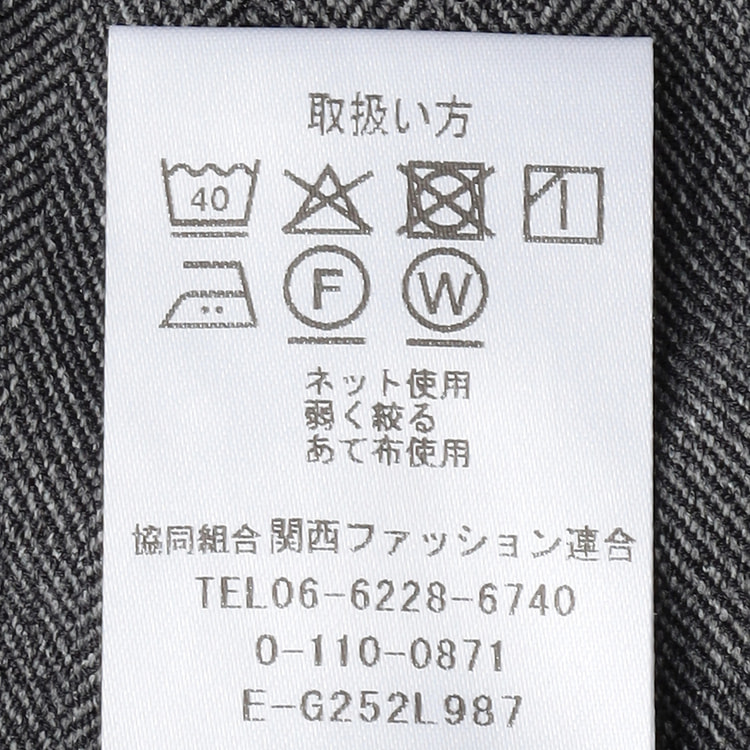 取扱い方
40
F W
ネット使用
弱く絞る
あて布使用
協同組合関西ファッション連合
TEL06-6228-6740
0-110-0871
E-G252L987